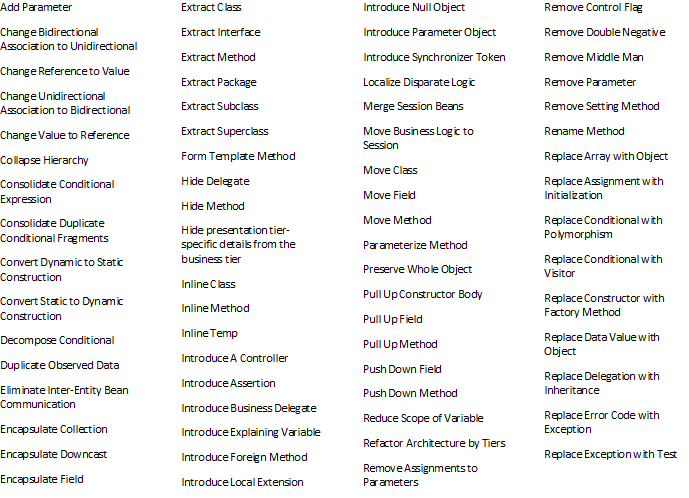 Add Parameter
Change Bidirectional
Association to Unidirectional
Change Reference to Value
Change Unidirectional
Association to Bidirectional
Change Value to Reference
Collapse Hierarchy
Consolidate Conditional
Expression
Consolidate Duplicate
Conditional Fragments
Convert Dynamic to Static
Construction
Convert Static to Dynamic
Construction
Decompose Conditional
Duplicate Observed Data
Eliminate Inter-Entity Bean
Communication
Encapsulate Collection
Encapsulate Downcast
Encapsulate Field
Extract Class
Extract Interface
Extract Method
Extract Package
Extract Subclass
Extract Superclass
Form Template Method
Hide Delegate
Hide Method
Hide presentation tier-
specific details from the
business tier
Inline Class
Inline Method
Inline Temp
Introduce A Controller
Introduce Assertion
Introduce Business Delegate
Introduce Explaining Variable
Introduce Foreign Method
Introduce Local Extension
Introduce Null Object
Introduce Parameter Object
Introduce Synchronizer Token
Localize Disparate Logic
Merge Session Beans
Move Business Logic to
Session
Move Class
Move Field
Move Method
Parameterize Method
Preserve Whole Object
Pull Up Constructor Body
Pull Up Field
Pull Up Method
Push Down Field
Push Down Method
Reduce Scope of Variable
Refactor Architecture by Tiers
Remove Assignments to
Parameters
Remove Control Flag
Remove Double Negative
Remove Middle Man
Remove Parameter
Remove Setting Method
Rename Method
Replace Array with Object
Replace Assignment with
Initialization
Replace Conditional with
Polymorphism
Replace Conditional with
Visitor
Replace Constructor with
Factory Method
Replace Data Value with
Object
Replace Delegation with
Inheritance
Replace Error Code with
Exception
Replace Exception with Test